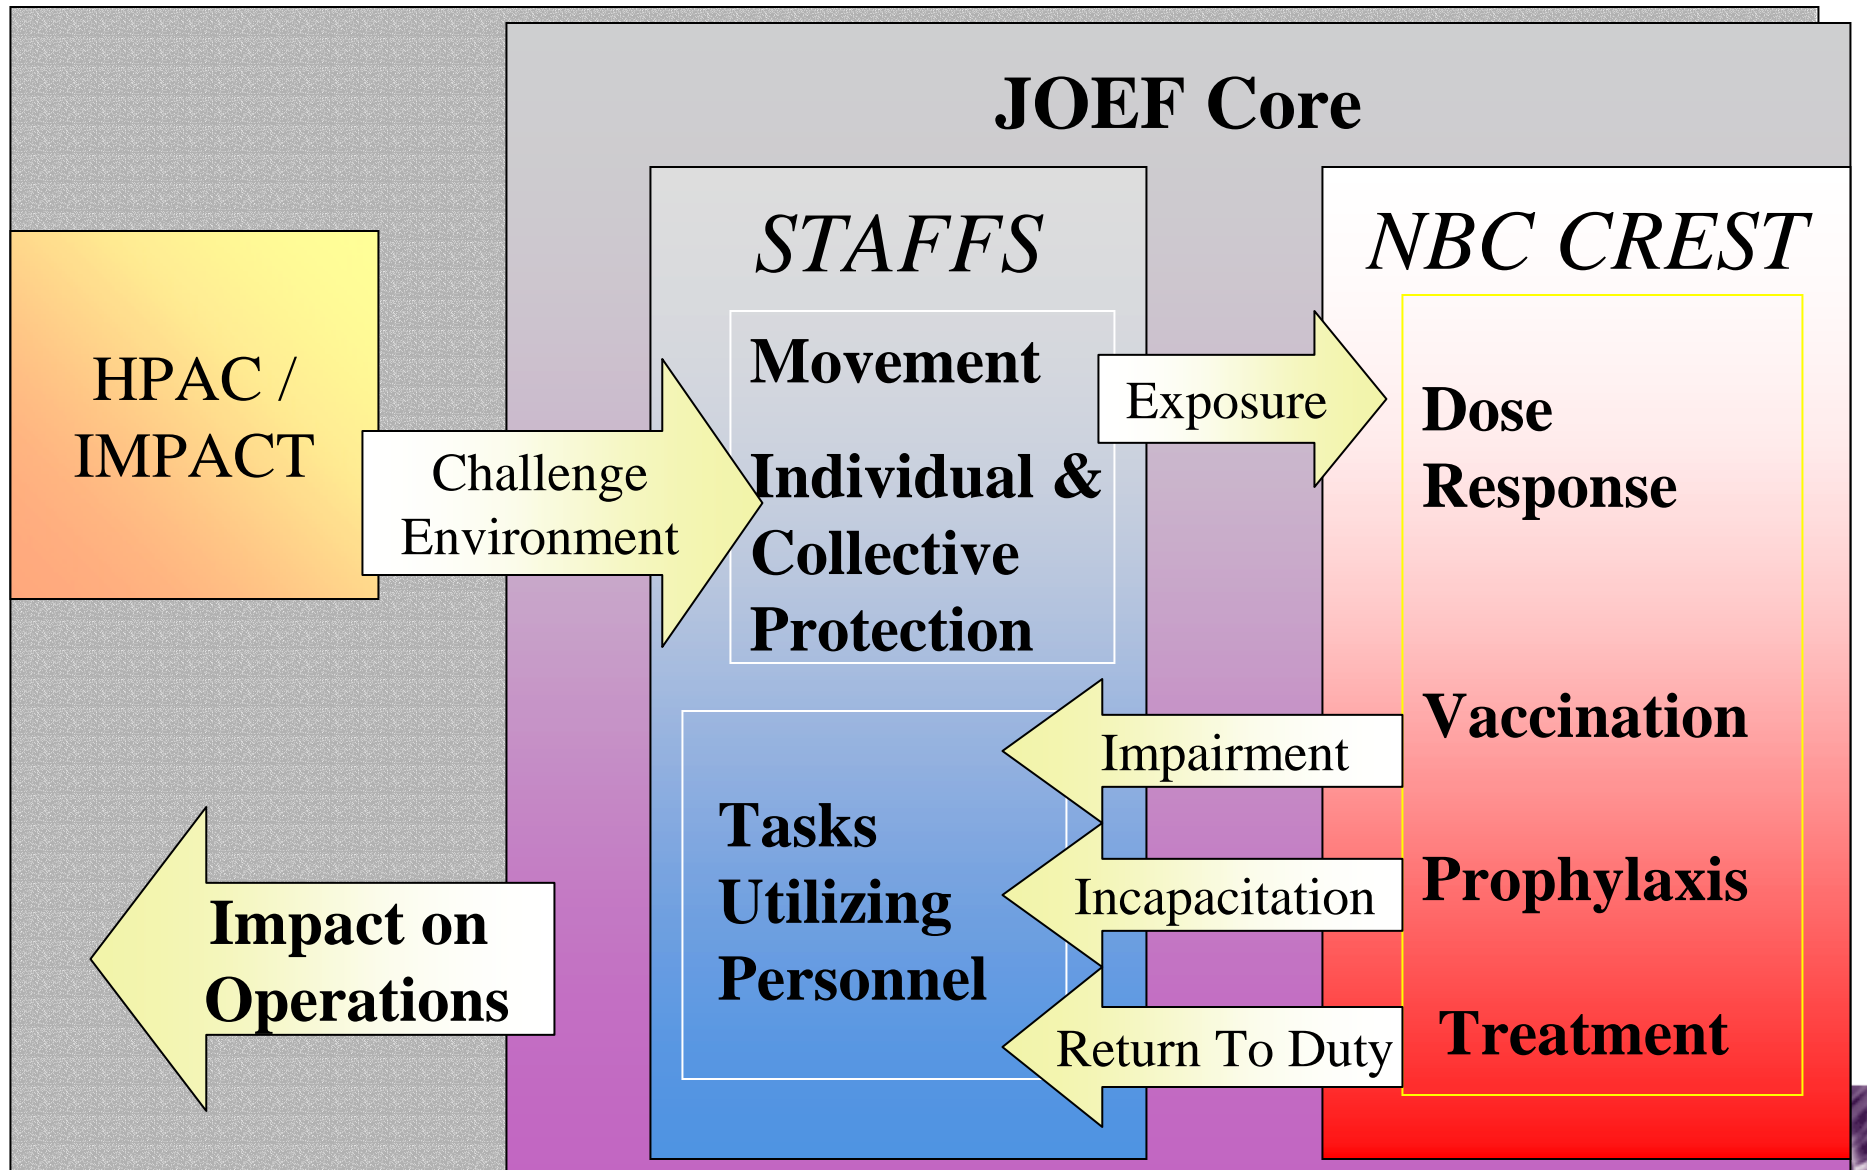 JOEF Core
HPAC /
IMPACT
Challenge
Environment
STAFFS
Movement
Individual &
Collective
Protection
Exposure
NBC CREST
Dose
Response
Vaccination
Prophylaxis
Treatment
Impairment
Incapacitation
Return To Duty
Tasks
Utilizing
Personnel
Impact on
Operations